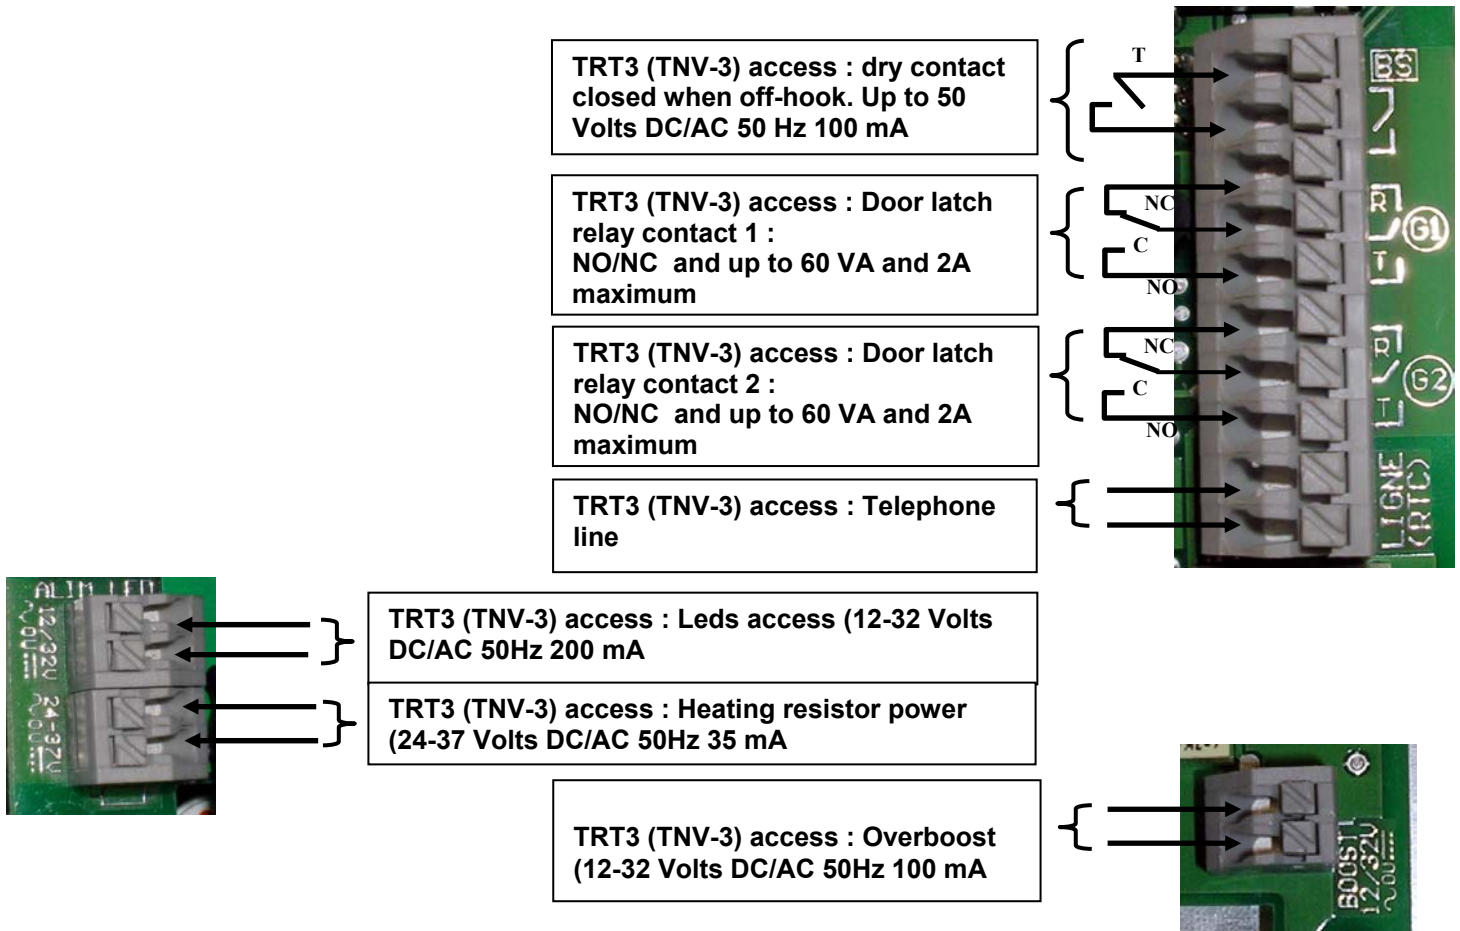 TRT3 (TNV-3) access : dry contact
closed when off-hook. Up to 50
Volts DC/AC 50 Hz 100 mA
T
BS
TRT3 (TNV-3) access : Door latch
relay contact 1 :
NO/NC and up to 60 VA and 2A
maximum
NC
C
NO
R
G1
T
TRT3 (TNV-3) access : Door latch
relay contact 2 :
NO/NC and up to 60 VA and 2A
maximum
NC
C
NO
R
G2
T
TRT3 (TNV-3) access : Telephone
line
LIGNE
(RTC)
ALIM LED
12/32V
TRT3 (TNV-3) access : Leds access (12-32 Volts
DC/AC 50Hz 200 mA
24-37V
TRT3 (TNV-3) access : Heating resistor power
(24-37 Volts DC/AC 50Hz 35 mA
TRT3 (TNV-3) access : Overboost
(12-32 Volts DC/AC 50Hz 100 mA
BOOST1
12/32V